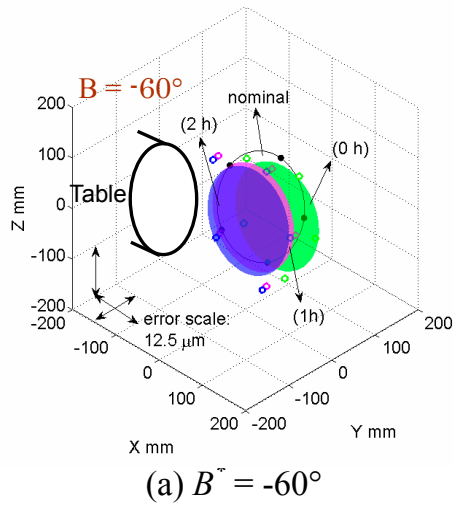 B = -60°
nominal
(2 h)
(0 h)
Table
(1h)
error scale:
12.5 μm
Z mm
200
100
0
-100
-200
-200
-100
0
100
200
X mm
-200
-100
0
100
200
Y mm
(a) B* = -60°